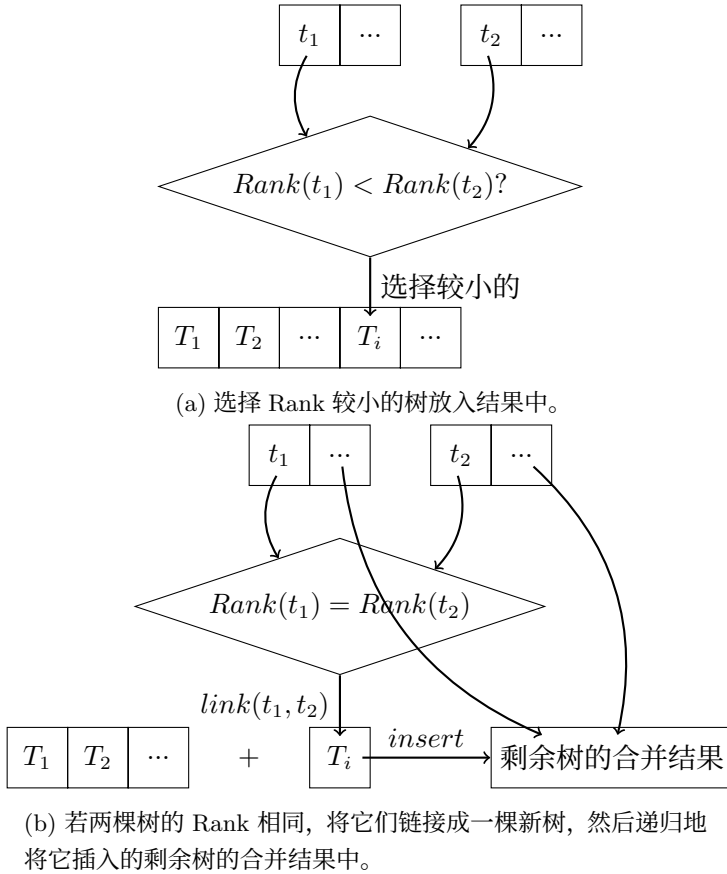 t₁ ··· t₂ ···
Rank(t₁) < Rank(t₂)?
选择较小的
T₁ T₂ ··· Tᵢ ···
(a) 选择 Rank 较小的树放入结果中。
t₁ ··· t₂ ···
Rank(t₁) = Rank(t₂)
link(t₁, t₂)
T₁ T₂ ··· + Tᵢ insert 剩余树的合并结果
(b) 若两棵树的 Rank 相同，将它们链接成一棵新树，然后递归地
将它插入的剩余树的合并结果中。